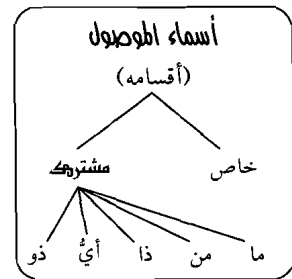 أسماء الموصول
(أقسامه)
خاص مشترك
ما من ذا أيُّ ذو